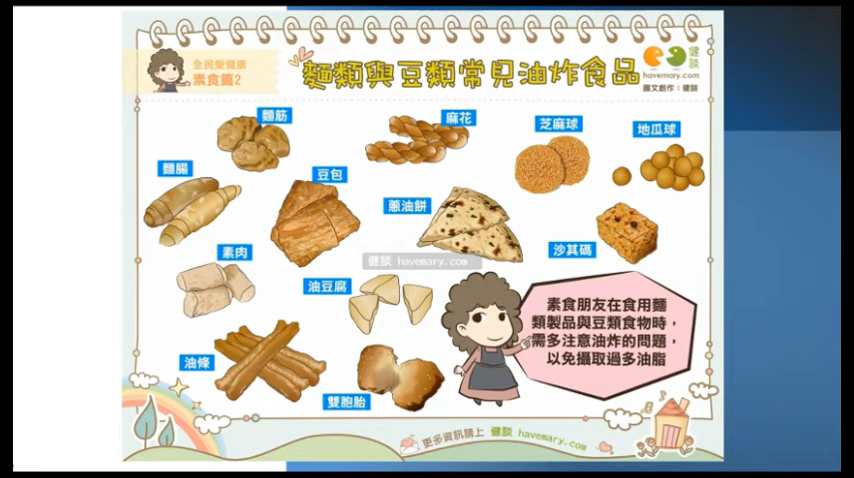 全民愛健康
素食篇2
麵類與豆類常見油炸食品
健談
havemary.com
圖文創作：健談
麵筋
麻花
芝麻球
地瓜球
麵腸
豆包
蔥油餅
沙其碼
素肉
油豆腐
健談 havemary.com
油條
雙胞胎
素食朋友在食用麵
類製品與豆類食物時，
需多注意油炸的問題，
以免攝取過多油脂
更多資訊請上 健談 havemary.com